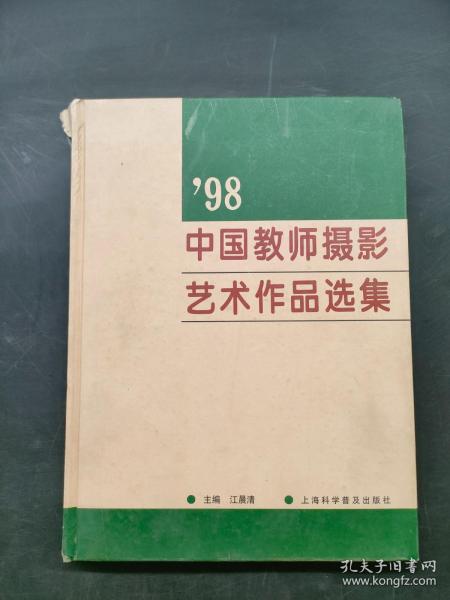 '98
中国教师摄影
艺术作品选集
● 主编 江晨清 ● 上海科学普及出版社
孔夫子旧书网
www.kongfz.com